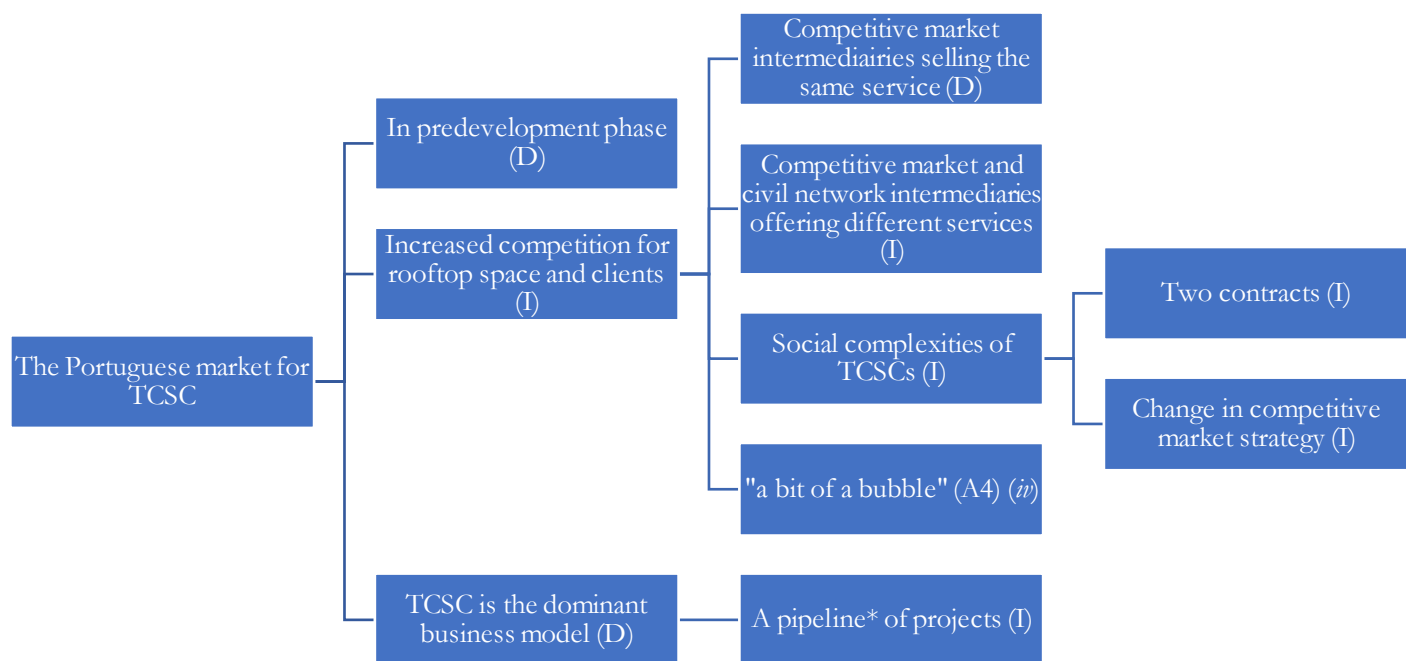 The Portuguese market for
TCSC
In predevelopment phase
(D)
Increased competition for
rooftop space and clients
(I)
TCSC is the dominant
business model (D)
Competitive market
intermediairies selling the
same service (D)
Competitive market and
civil network intermediaries
offering different services
(I)
Social complexities of
TCSCs (I)
"a bit of a bubble" (A4) (iv)
A pipeline* of projects (I)
Two contracts (I)
Change in competitive
market strategy (I)